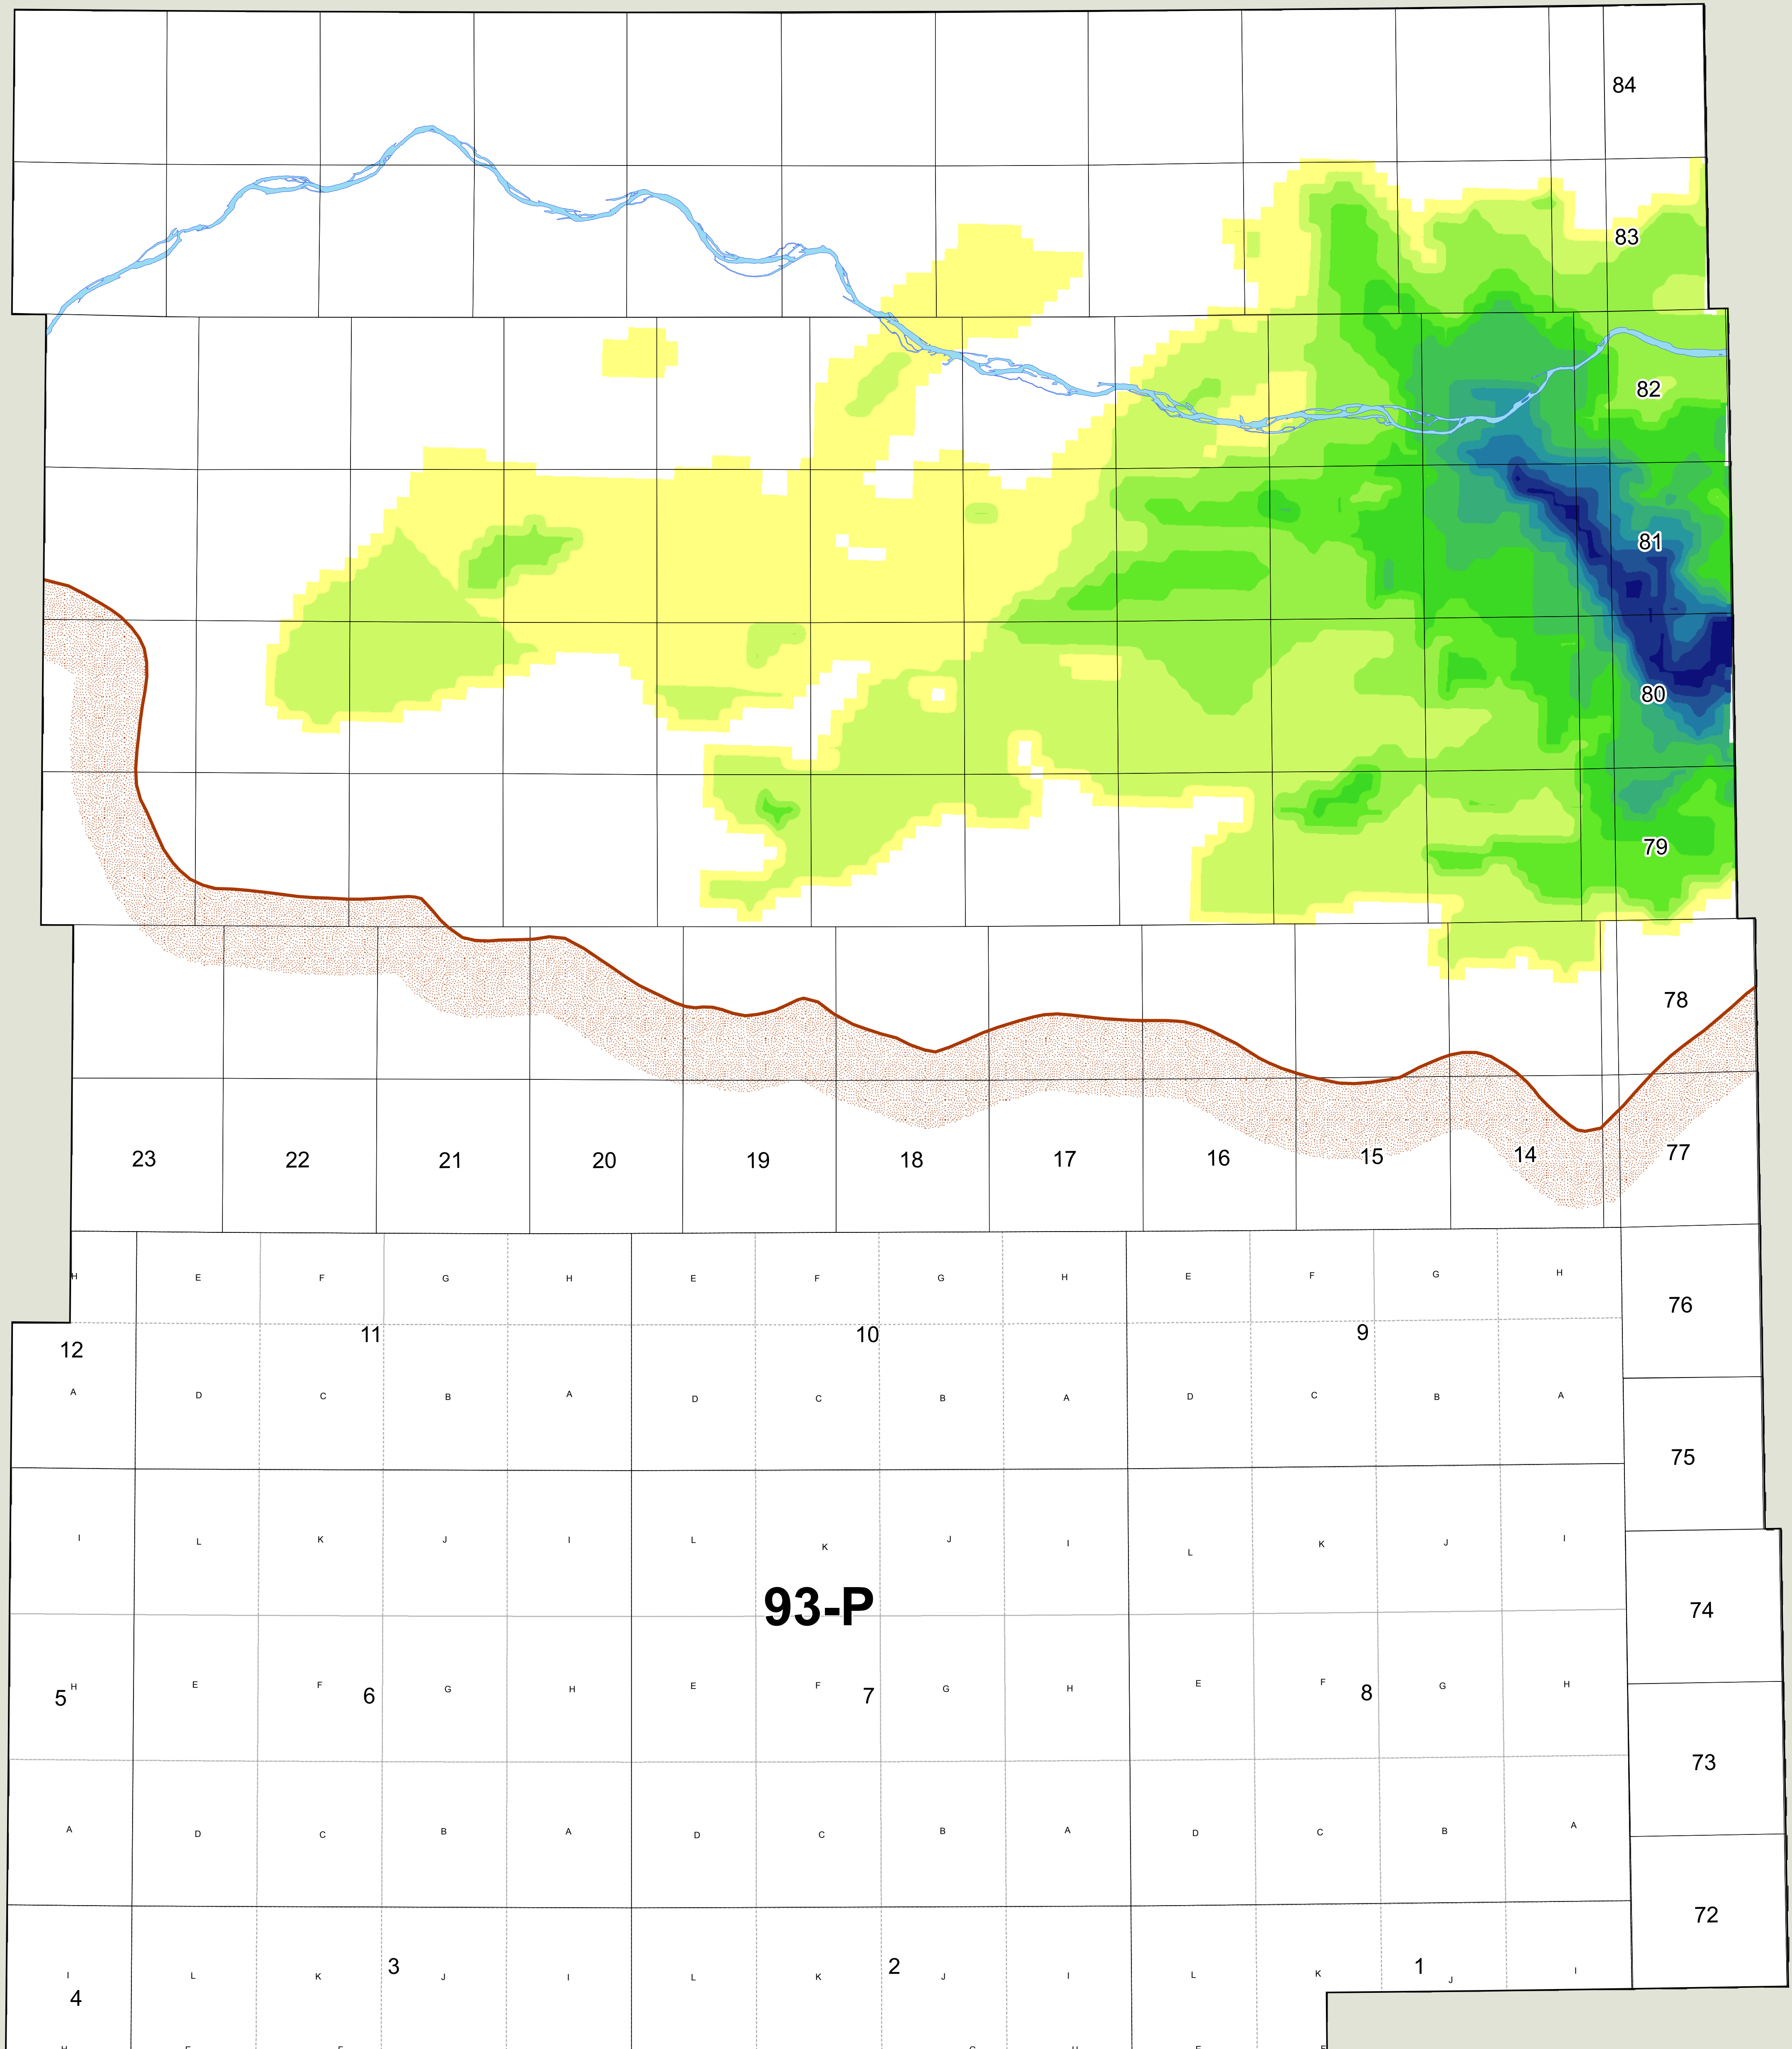 84
83
82
81
80
79
78
23 22 21 20 19 18 17 16 15 14 77
H E F G H E F G H E F G H
76
12 11 10 9
A D C B A D C B A D C B A
75
I L K J I L K J I L K J I
93-P
74
5 H E F 6 G H E F 7 G H E F 8 G H
73
A D C B A D C B A D C B A
72
I L K 3 J I L K 2 J I L K 1 J I
4